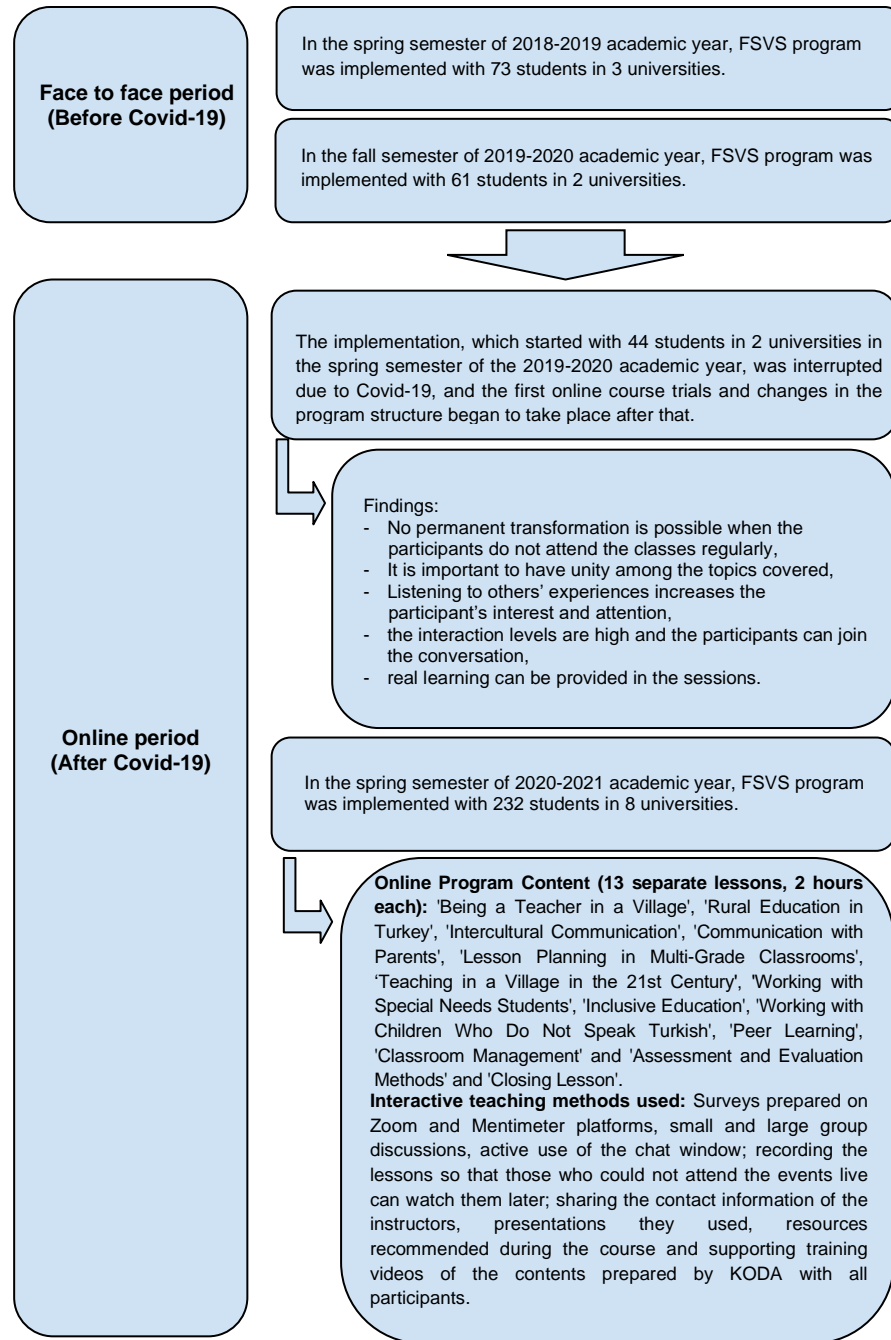 Face to face period
(Before Covid-19)
In the spring semester of 2018-2019 academic year, FSVS program
was implemented with 73 students in 3 universities.
In the fall semester of 2019-2020 academic year, FSVS program was
implemented with 61 students in 2 universities.
Online period
(After Covid-19)
The implementation, which started with 44 students in 2 universities in
the spring semester of the 2019-2020 academic year, was interrupted
due to Covid-19, and the first online course trials and changes in the
program structure began to take place after that.
Findings:
- No permanent transformation is possible when the
participants do not attend the classes regularly,
- It is important to have unity among the topics covered,
- Listening to others’ experiences increases the
participant’s interest and attention,
- the interaction levels are high and the participants can join
the conversation,
- real learning can be provided in the sessions.
In the spring semester of 2020-2021 academic year, FSVS program
was implemented with 232 students in 8 universities.
Online Program Content (13 separate lessons, 2 hours
each): 'Being a Teacher in a Village', 'Rural Education in
Turkey', 'Intercultural Communication', 'Communication with
Parents', 'Lesson Planning in Multi-Grade Classrooms',
‘Teaching in a Village in the 21st Century', 'Working with
Special Needs Students', 'Inclusive Education', 'Working with
Children Who Do Not Speak Turkish', 'Peer Learning',
'Classroom Management' and 'Assessment and Evaluation
Methods' and 'Closing Lesson'.
Interactive teaching methods used: Surveys prepared on
Zoom and Mentimeter platforms, small and large group
discussions, active use of the chat window; recording the
lessons so that those who could not attend the events live
can watch them later; sharing the contact information of the
instructors, presentations they used, resources
recommended during the course and supporting training
videos of the contents prepared by KODA with all
participants.